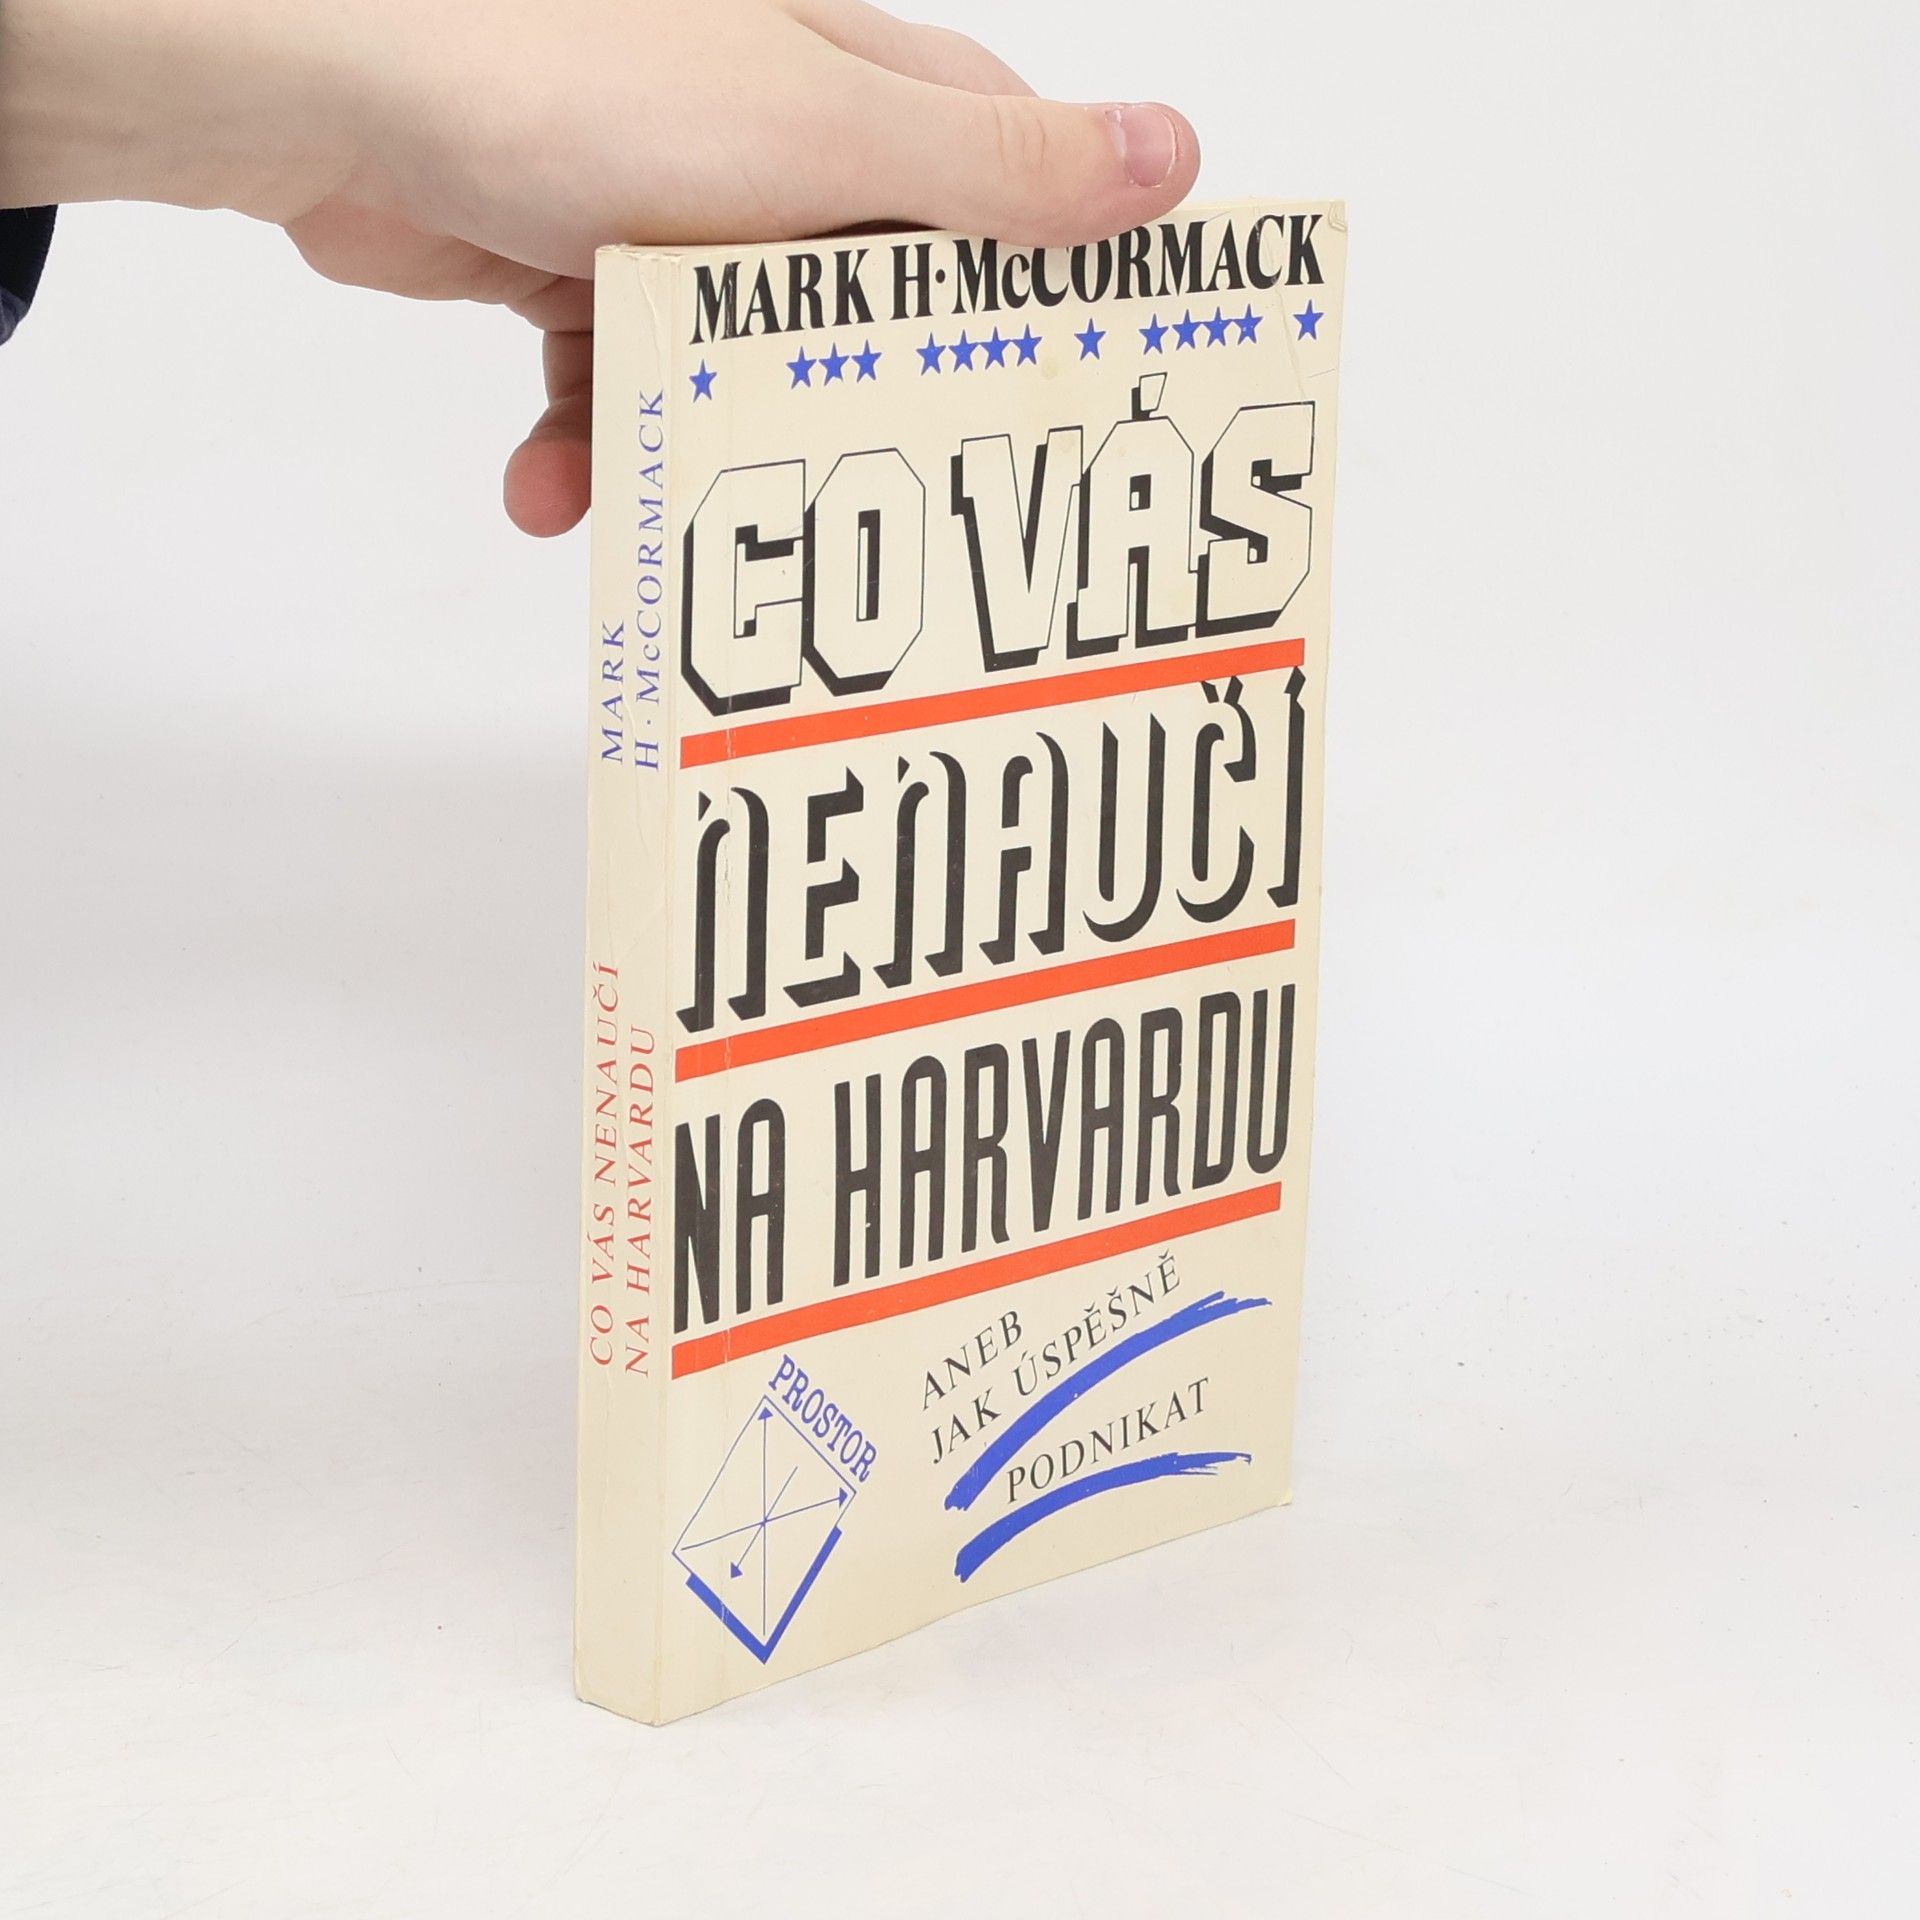 MARK H·McCORMACK
CO VÁS
NENAUČÍ
NA HARVARDU
ANEB
JAK ÚSPĚŠNĚ
PODNIKAT
PROSTOR
MARK
H·McCORMACK
CO VÁS NENAUČÍ
NA HARVARDU